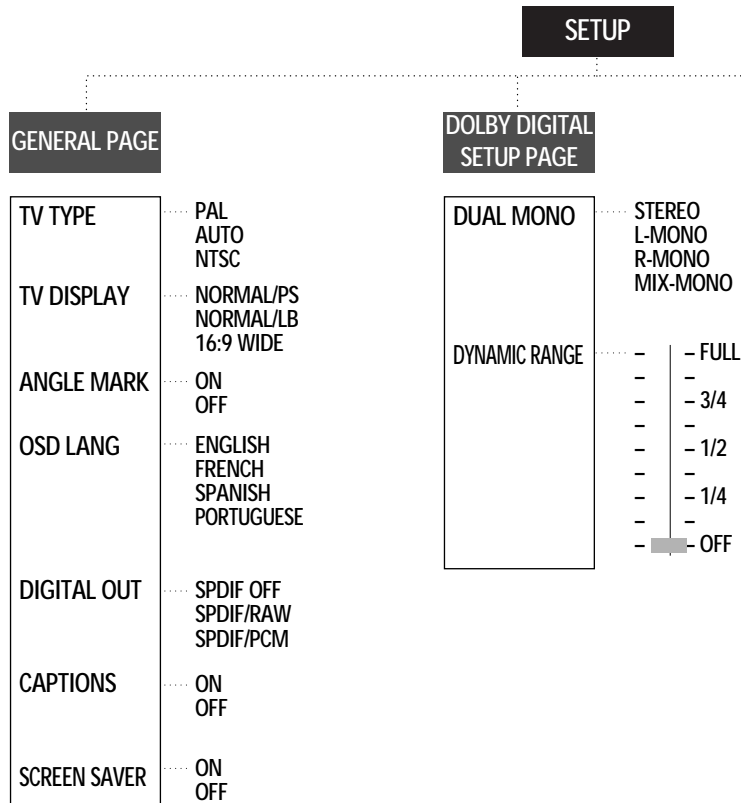 SETUP
GENERAL PAGE
TV TYPE
PAL
AUTO
NTSC
TV DISPLAY
NORMAL/PS
NORMAL/LB
16:9 WIDE
ANGLE MARK
ON
OFF
OSD LANG
ENGLISH
FRENCH
SPANISH
PORTUGUESE
DIGITAL OUT
SPDIF OFF
SPDIF/RAW
SPDIF/PCM
CAPTIONS
ON
OFF
SCREEN SAVER
ON
OFF
DOLBY DIGITAL
SETUP PAGE
DUAL MONO
STEREO
L-MONO
R-MONO
MIX-MONO
DYNAMIC RANGE
FULL
3/4
1/2
1/4
OFF